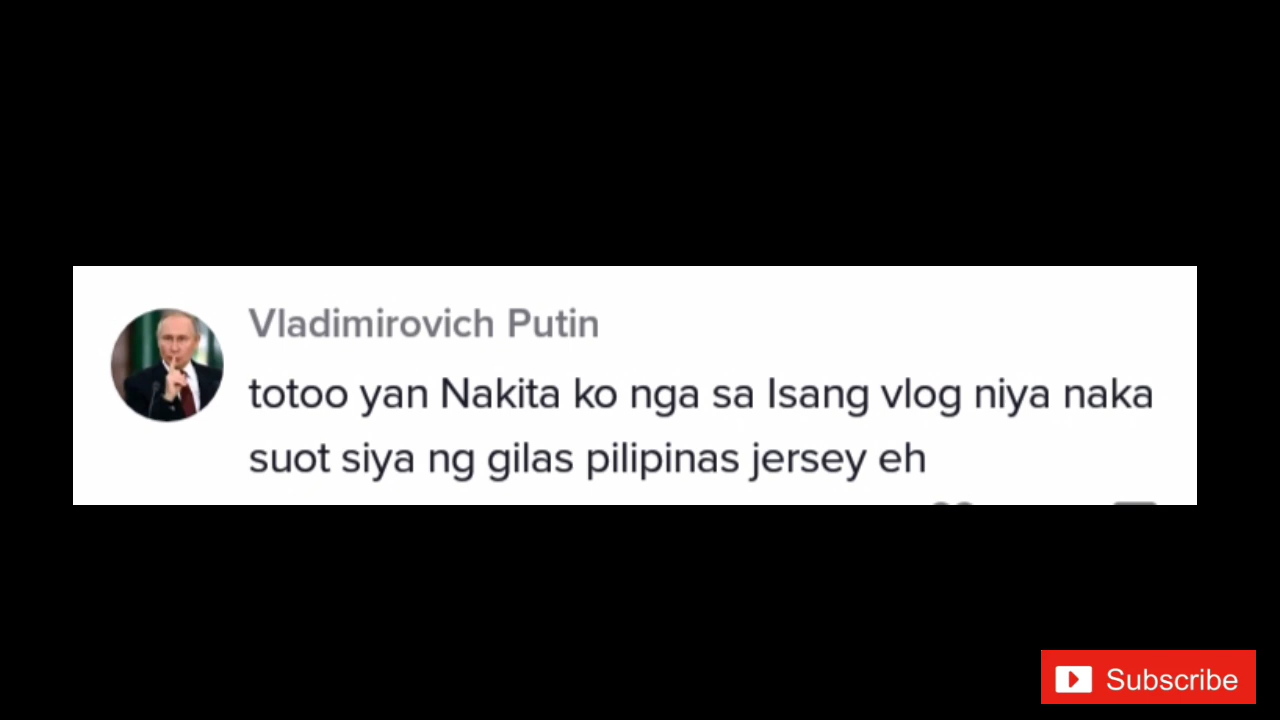 Vladimirovich Putin
totoo yan Nakita ko nga sa Isang vlog niya naka
suot siya ng gilas pilipinas jersey eh
Subscribe